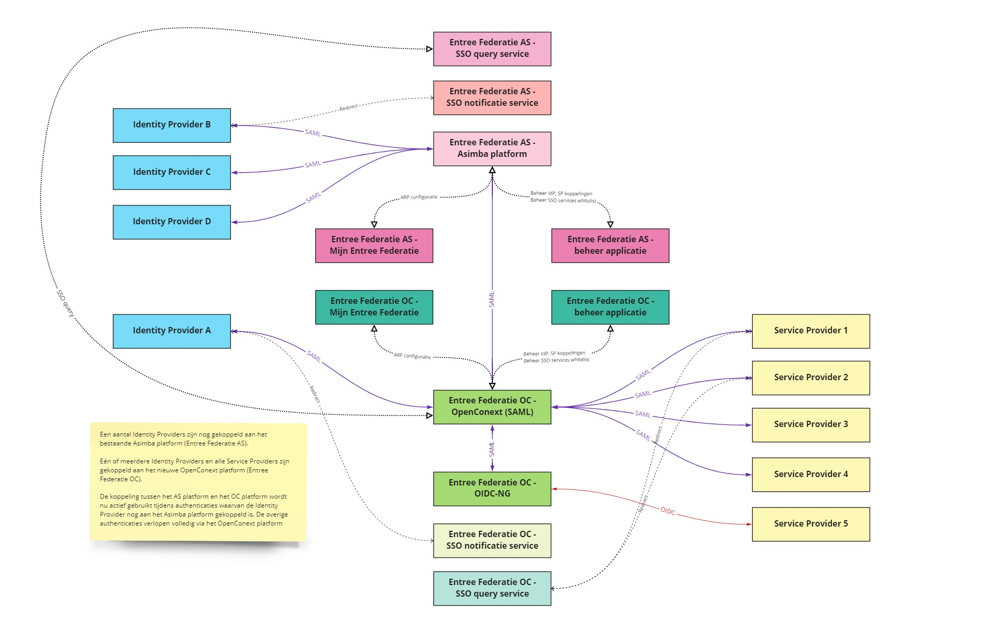 Entree Federatie AS -
SSO query service
Entree Federatie AS -
SSO notificatie service
Redirect
Identity Provider B
SAML
Entree Federatie AS -
Asimba platform
Identity Provider C
SAML
Identity Provider D
SAML
ARP configuratie
Beheer IdP, SP koppelingen
Beheer SSO services whitelist
Entree Federatie AS -
Mijn Entree Federatie
Entree Federatie AS -
beheer applicatie
SSO query
SAML
Entree Federatie OC -
Mijn Entree Federatie
Entree Federatie OC -
beheer applicatie
Identity Provider A
SAML
Redirect
ARP configuratie
Beheer IdP, SP koppelingen
Beheer SSO services whitelist
Service Provider 1
SAML
Service Provider 2
SAML
Entree Federatie OC -
OpenConext (SAML)
SAML
Service Provider 3
SAML
Redirect
Service Provider 4
SAML
Entree Federatie OC -
OIDC-NG
Redirect
OIDC
Service Provider 5
Een aantal Identity Providers zijn nog gekoppeld aan het
bestaande Asimba platform (Entree Federatie AS).
Eén of meerdere Identity Providers en alle Service Providers zijn
gekoppeld aan het nieuwe OpenConext platform (Entree
Federatie OC).
De koppeling tussen het AS platform en het OC platform wordt
nu actief gebruikt tijdens authenticaties waarvan de Identity
Provider nog aan het Asimba platform gekoppeld is. De overige
authenticaties verlopen volledig via het OpenConext platform
Entree Federatie OC -
SSO notificatie service
Entree Federatie OC -
SSO query service